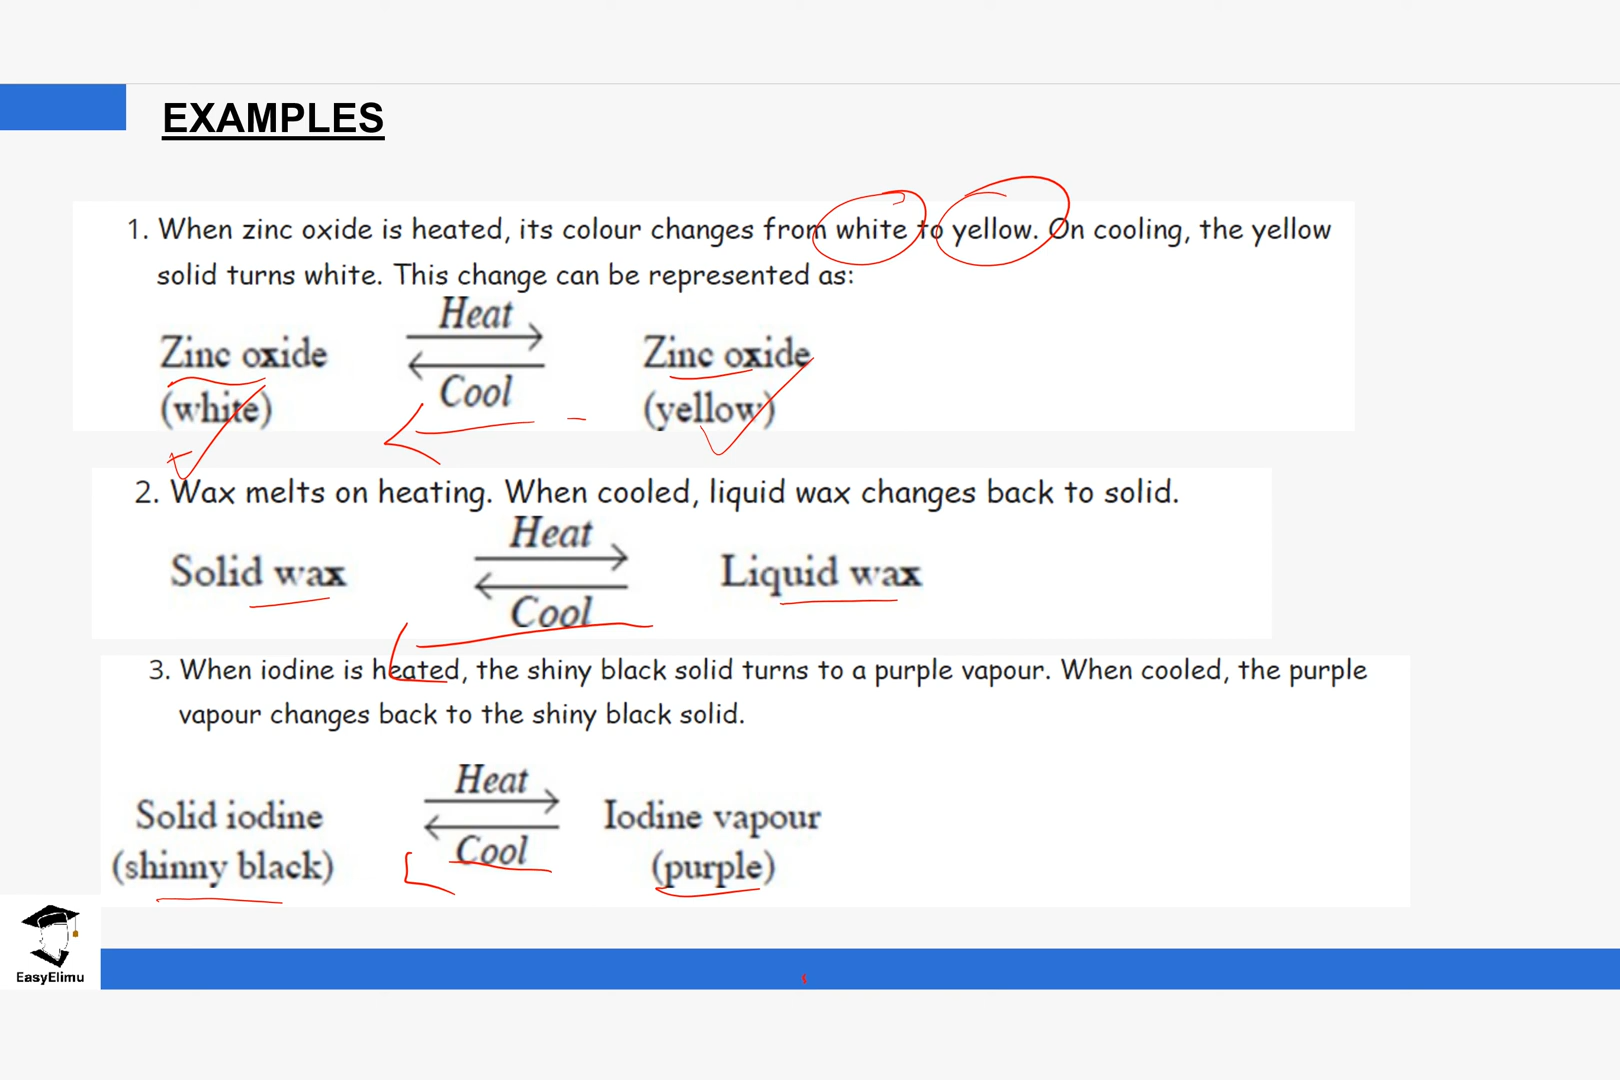 EXAMPLES
1. When zinc oxide is heated, its colour changes from white to yellow. On cooling, the yellow
solid turns white. This change can be represented as:
Heat
Zinc oxide Zinc oxide
Cool
(white) (yellow)
2. Wax melts on heating. When cooled, liquid wax changes back to solid.
Heat
Solid wax Liquid wax
Cool
3. When iodine is heated, the shiny black solid turns to a purple vapour. When cooled, the purple
vapour changes back to the shiny black solid.
Heat
Solid iodine Iodine vapour
Cool
(shinny black) (purple)
EasyElimu